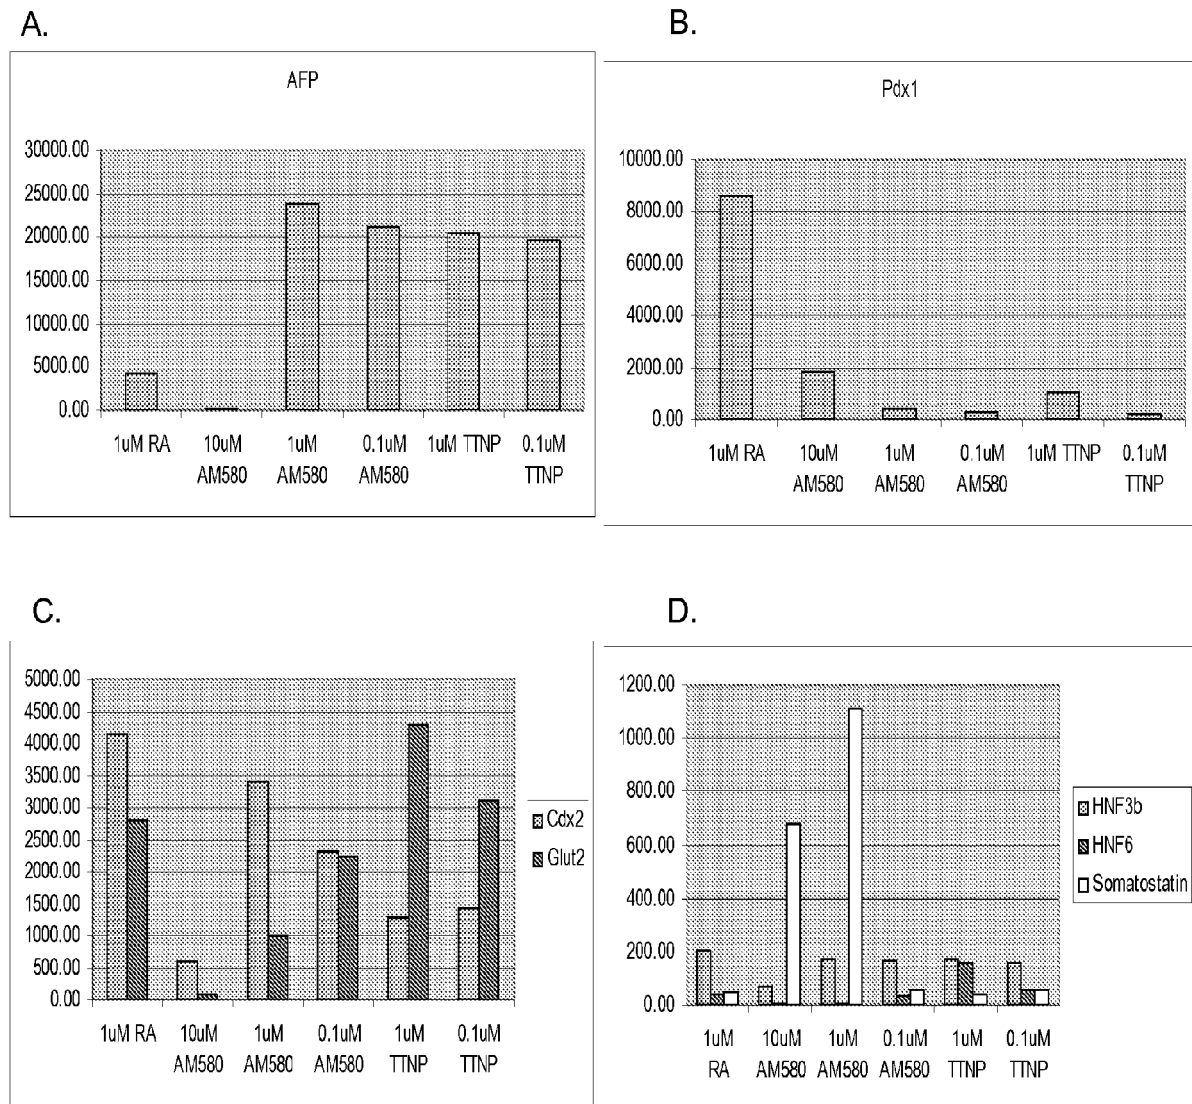 A.
AFP
30000.00
25000.00
20000.00
15000.00
10000.00
5000.00
0.00
1uM RA 10uM 1uM 0.1uM 1uM TTNP 0.1uM
AM580 AM580 AM580 TTNP
B.
Pdx1
10000.00
8000.00
6000.00
4000.00
2000.00
0.00
1uM RA 10uM 1uM 0.1uM 1uM TTNP 0.1uM
AM580 AM580 AM580 TTNP
C.
5000.00
4500.00
4000.00
3500.00
3000.00
2500.00
2000.00
1500.00
1000.00
500.00
0.00
1uM RA 10uM 1uM 0.1uM 1uM 0.1uM
AM580 AM580 AM580 TTNP TTNP
Cdx2
Glut2
D.
1200.00
1000.00
800.00
600.00
400.00
200.00
0.00
1uM 10uM 1uM 0.1uM 1uM 0.1uM
RA AM580 AM580 AM580 TTNP TTNP
HNF3b
HNF6
Somatostatin